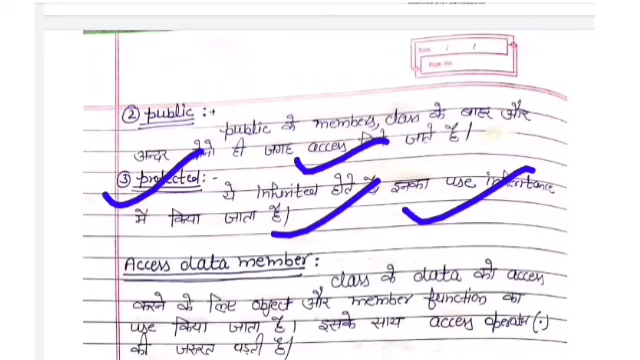 Date / /
Page No.
② public :+
public के members, class के बाहर और
अन्दर दोनो ही जगह access किये जाते है।
③ protected :-
ये infinited होते है, इनका use inheritance
में किया जाता है।
Access data member :
class के data को access
करने के लिए object और member function का
use किया जाता है। इसके साथ access operator (.)
की जरुरत पड़ती है।